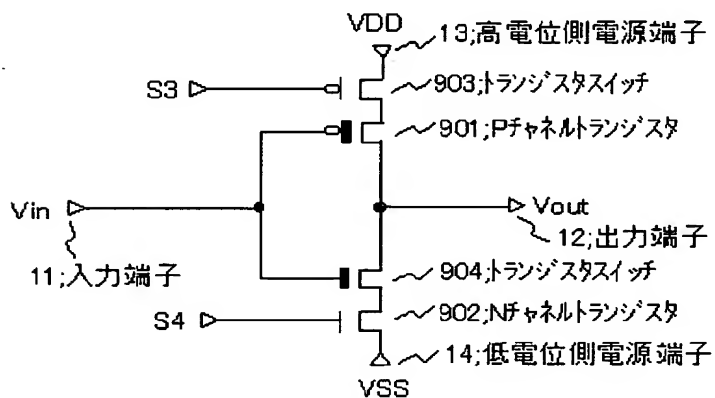 VDD
13;高電位側電源端子
S3
903;トランジスタスイッチ
901;Pチャネルトランジスタ
Vin
Vout
12;出力端子
11;入力端子
904;トランジスタスイッチ
S4
902;Nチャネルトランジスタ
14;低電位側電源端子
VSS